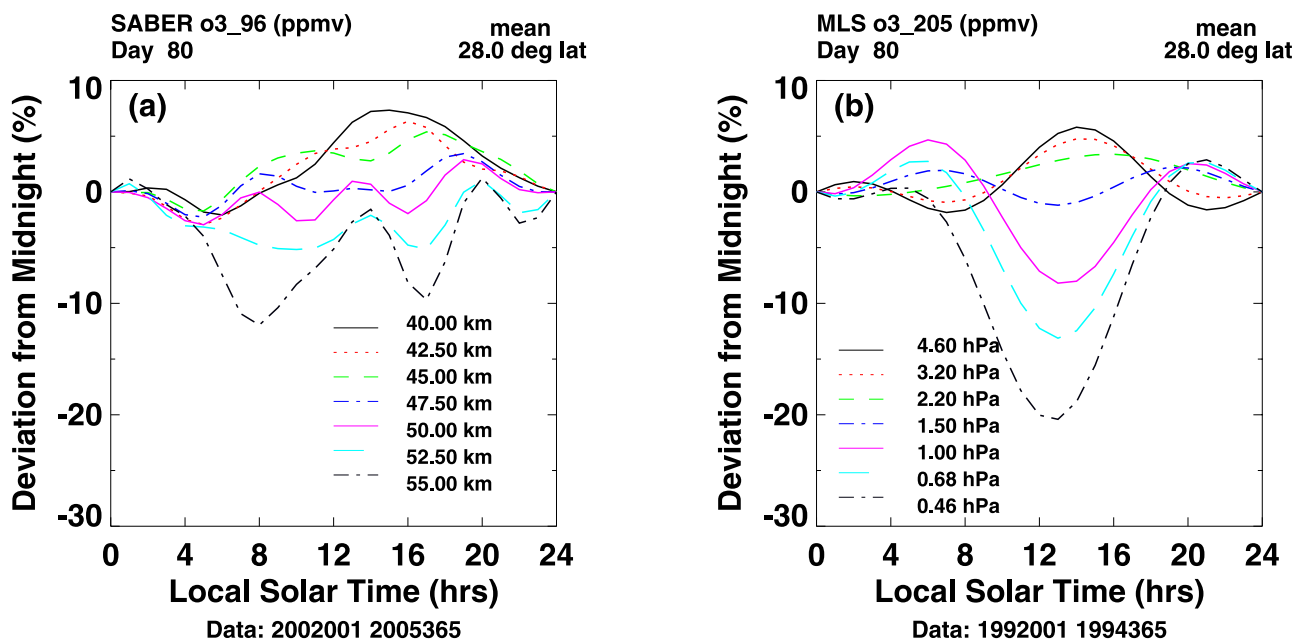 SABER o3_96 (ppmv) mean
Day 80 28.0 deg lat
(a)
Deviation from Midnight (%)
10
0
-10
-20
-30
40.00 km
42.50 km
45.00 km
47.50 km
50.00 km
52.50 km
55.00 km
0 4 8 12 16 20 24
Local Solar Time (hrs)
Data: 2002001 2005365
MLS o3_205 (ppmv) mean
Day 80 28.0 deg lat
(b)
Deviation from Midnight (%)
10
0
-10
-20
-30
4.60 hPa
3.20 hPa
2.20 hPa
1.50 hPa
1.00 hPa
0.68 hPa
0.46 hPa
0 4 8 12 16 20 24
Local Solar Time (hrs)
Data: 1992001 1994365